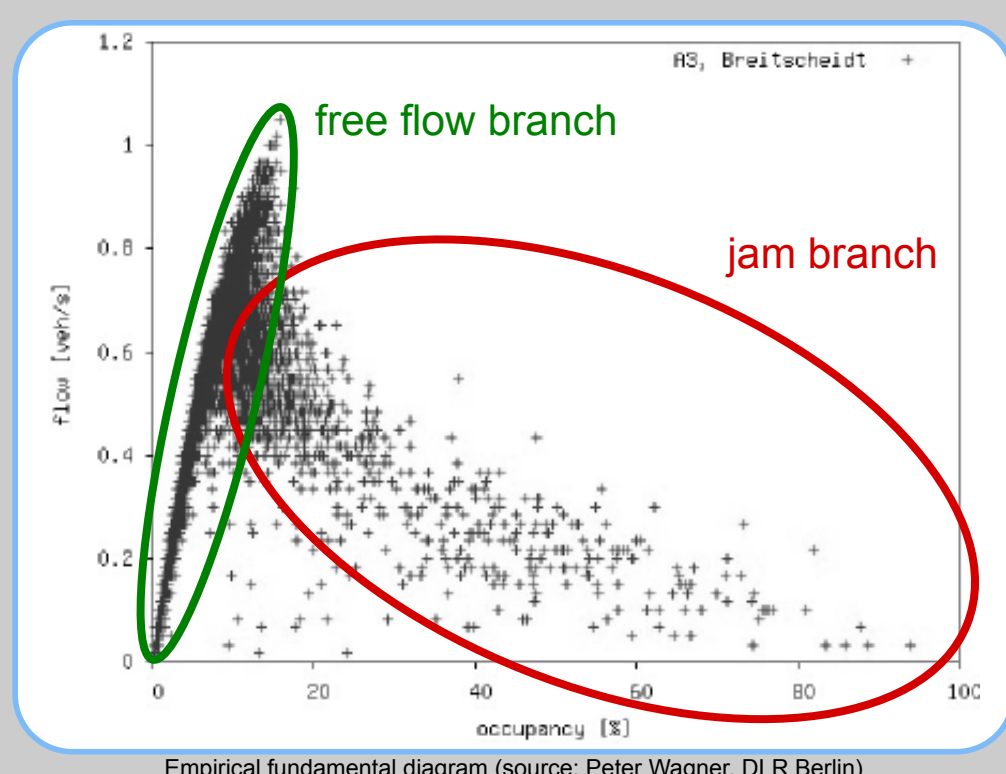 1.2
A3, Breitscheidt +
free flow branch
1
0.8
jam branch
flow [veh/s]
0.6
0.4
0.2
0
0 20 40 60 80 100
occupancy [%]
Empirical fundamental diagram (source: Peter Wagner, DLR Berlin)